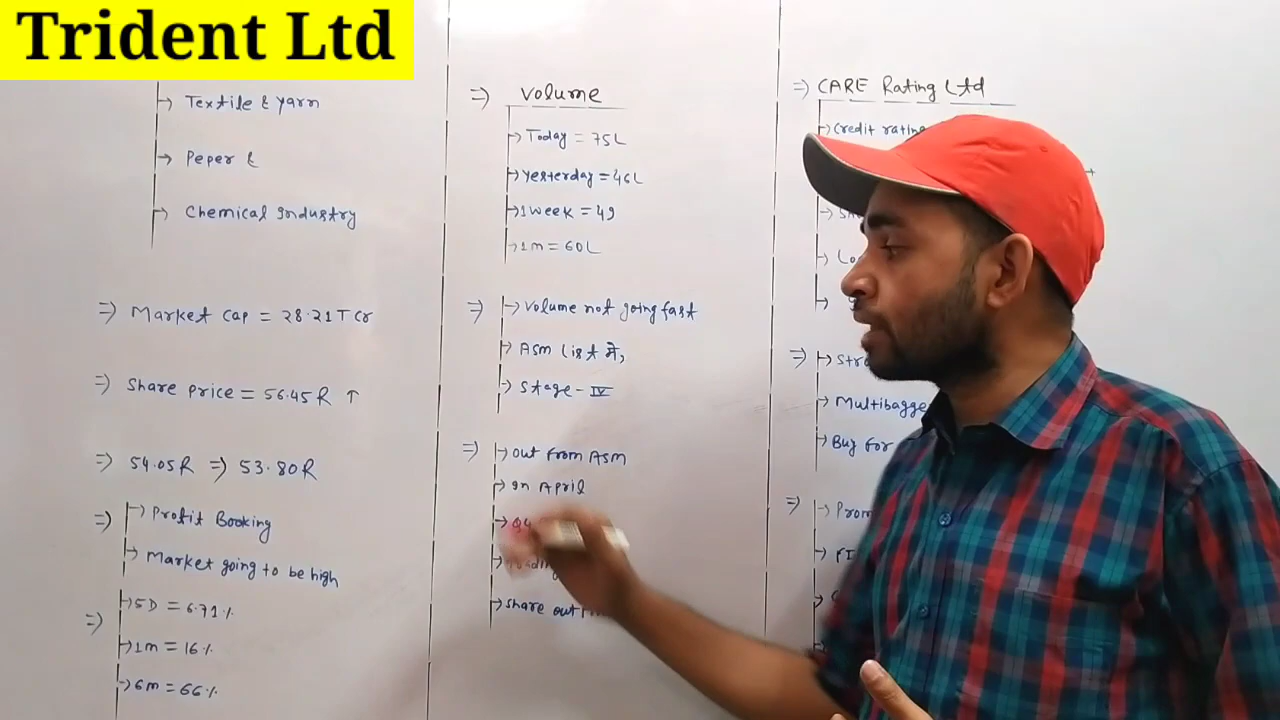 Trident Ltd
→ Textile & Yarn
→ Peper &
→ Chemical Industry
⇒ Market cap = 28.21 T Cr
⇒ Share price = 56.45 R ↑
⇒ 54.05 R ⇒ 53.80 R
⇒ → Profit Booking
→ Market going to be high
⇒ → 5D = 6.71 %
→ 1m = 16 %
→ 6m = 66 %
⇒ Volume
→ Today = 75L
→ Yesterday = 46L
→ 1 week = 49
→ 1m = 60L
⇒ → Volume not going fast
→ ASM list में,
→ Stage - IV
⇒ → Out from ASM
→ In April
→ Share out
⇒ CARE Rating Ltd
→ Credit rating
⇒ →
→ Multibagge
→ Buy For
⇒ → Prom